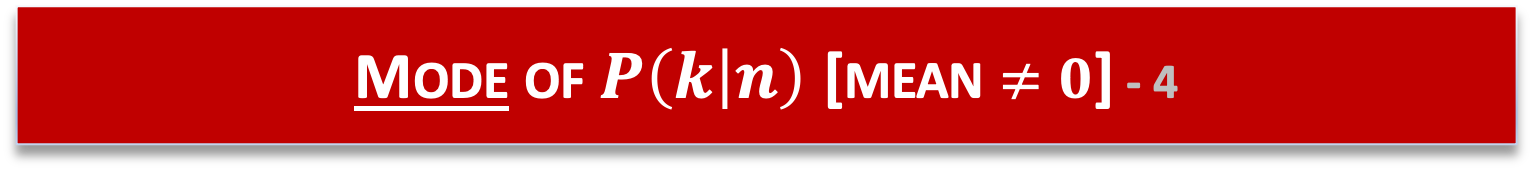 MODE OF P(k|n) [MEAN ≠ 0] - 4